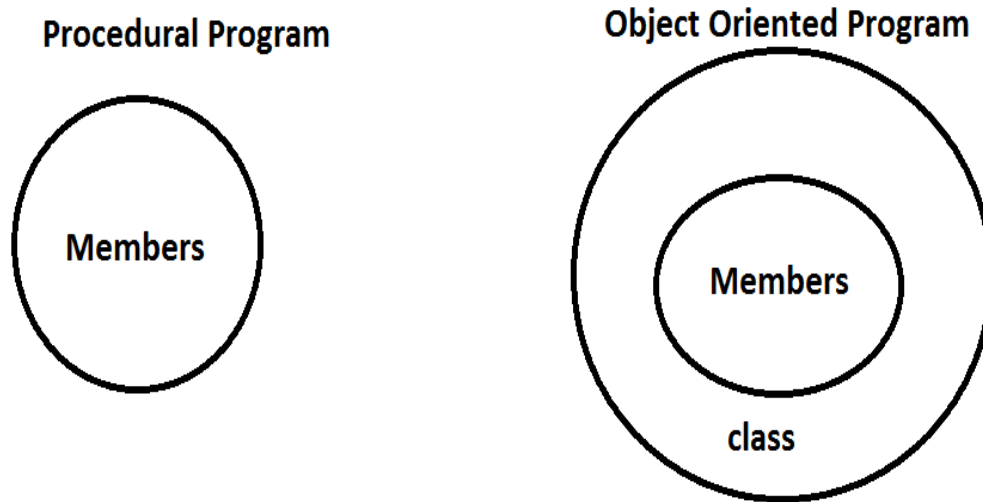 Procedural Program
Object Oriented Program
Members
Members
class